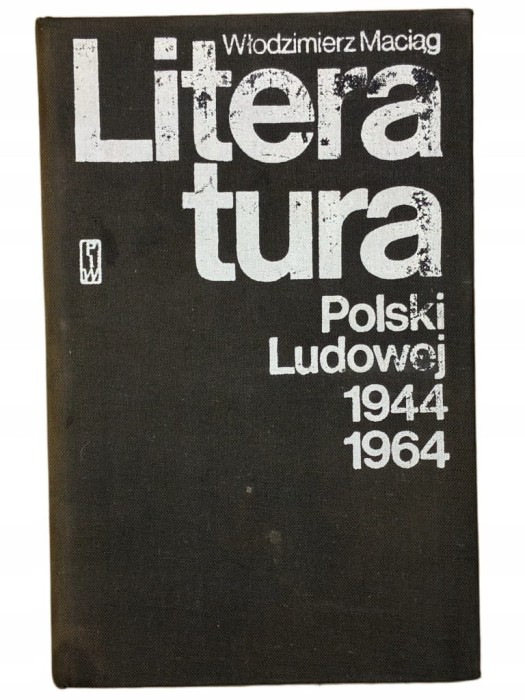 Włodzimierz Maciąg
Litera
tura
PIW
Polski
Ludowej
1944
1964